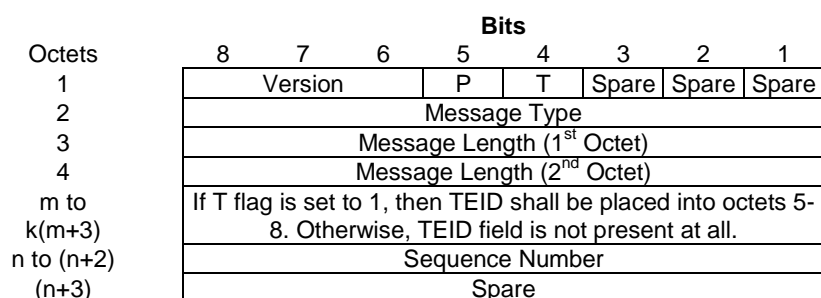 Bits
Octets 8 7 6 5 4 3 2 1
1 Version P T Spare Spare Spare
2 Message Type
3 Message Length (1st Octet)
4 Message Length (2nd Octet)
m to If T flag is set to 1, then TEID shall be placed into octets 5-
k(m+3) 8. Otherwise, TEID field is not present at all.
n to (n+2) Sequence Number
(n+3) Spare